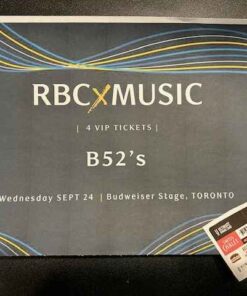 RBCxMUSIC
| 4 VIP TICKETS |
B52's
Wednesday SEPT 24 | Budweiser Stage, TORONTO